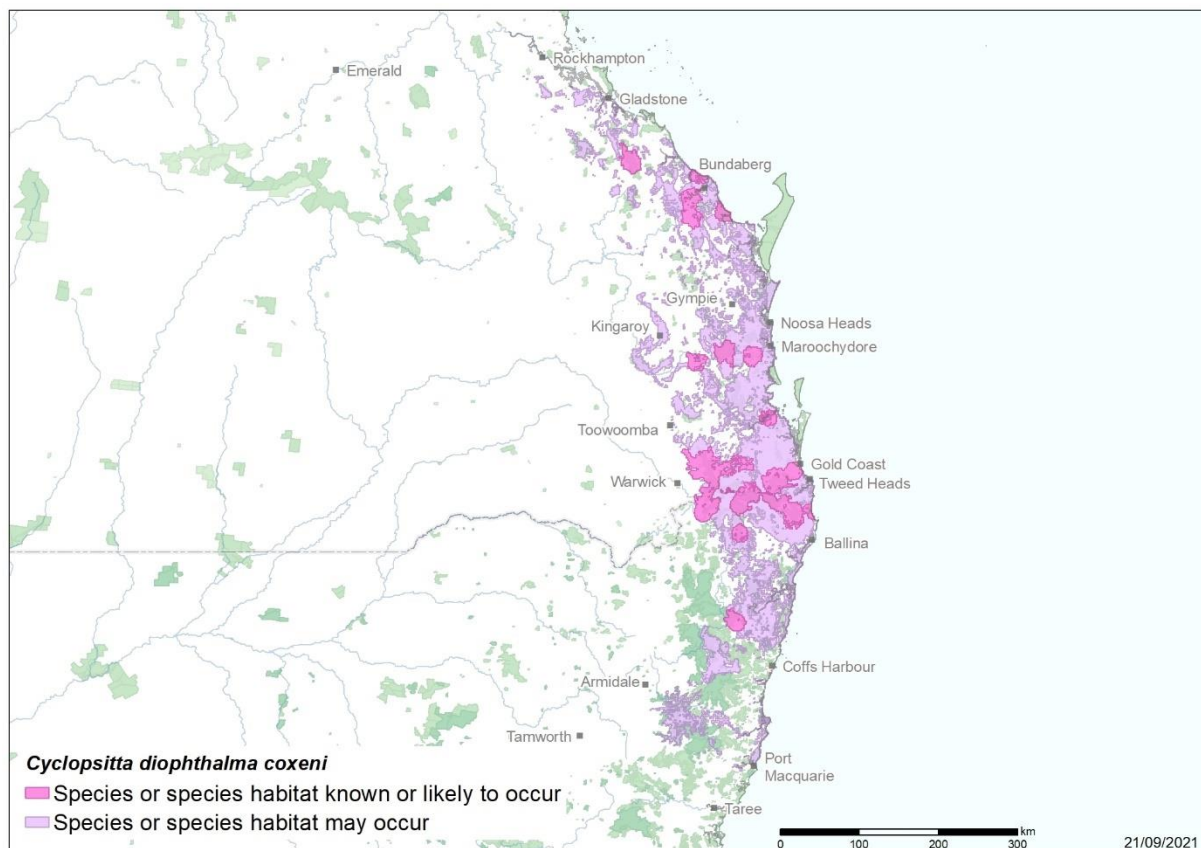 Rockhampton
Emerald
Gladstone
Bundaberg
Gympie
Noosa Heads
Kingaroy
Maroochydore
Toowoomba
Gold Coast
Warwick
Tweed Heads
Ballina
Coffs Harbour
Armidale
Tamworth
Port
Macquarie
Taree
Cyclopsitta diophthalma coxeni
Species or species habitat known or likely to occur
Species or species habitat may occur
km
0 100 200 300
21/09/2021